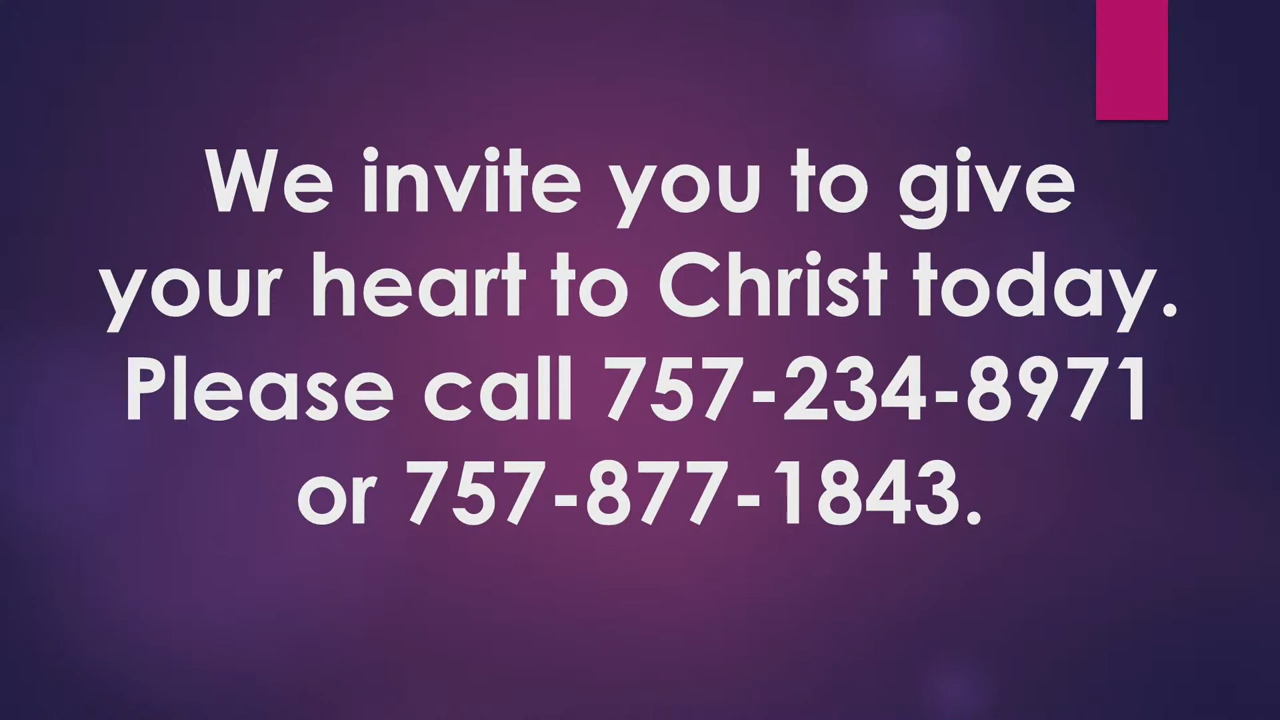 We invite you to give
your heart to Christ today.
Please call 757-234-8971
or 757-877-1843.